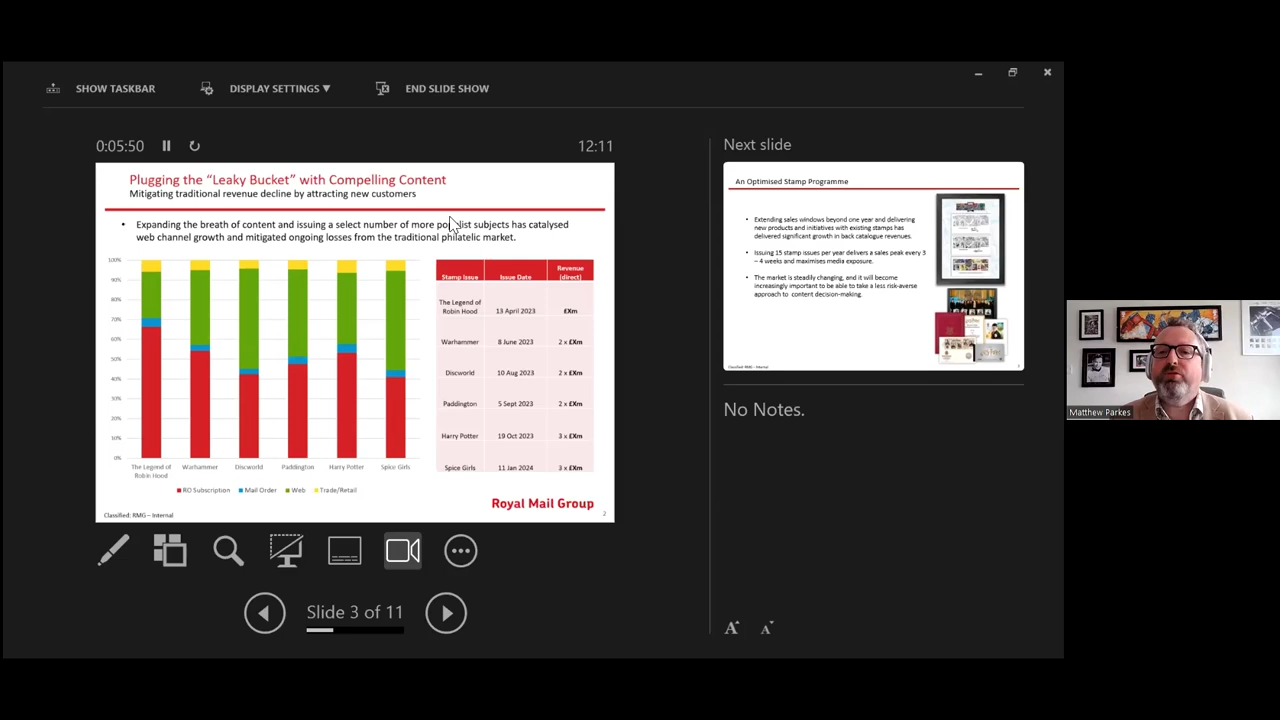 SHOW TASKBAR
DISPLAY SETTINGS ▼
END SLIDE SHOW
0:05:50
12:11
Plugging the “Leaky Bucket” with Compelling Content
Mitigating traditional revenue decline by attracting new customers
• Expanding the breath of content and issuing a select number of more populist subjects has catalysed
web channel growth and mitigated ongoing losses from the traditional philatelic market.
100%
90%
80%
70%
60%
50%
40%
30%
20%
10%
0%
The Legend of
Robin Hood
Warhammer
Discworld
Paddington
Harry Potter
Spice Girls
RO Subscription
Mail Order
Web
Trade/Retail
Stamp Issue
Issue Date
Revenue
(direct)
The Legend of
Robin Hood
13 April 2023
£Xm
Warhammer
8 June 2023
2 x £Xm
Discworld
10 Aug 2023
2 x £Xm
Paddington
5 Sept 2023
2 x £Xm
Harry Potter
19 Oct 2023
3 x £Xm
Spice Girls
11 Jan 2024
3 x £Xm
Royal Mail Group
Classified: RMG – Internal
2
Slide 3 of 11
Next slide
An Optimised Stamp Programme
• Extending sales windows beyond one year and delivering
new products and initiatives with existing stamps has
delivered significant growth in back catalogue revenues.
• Issuing 15 stamp issues per year delivers a sales peak every 3
– 4 weeks and maximises media exposure.
• The market is steadily changing, and it will become
increasingly important to be able to take a less risk-averse
approach to content decision-making.
Classified: RMG – Internal
No Notes.
A
A
Matthew Parkes